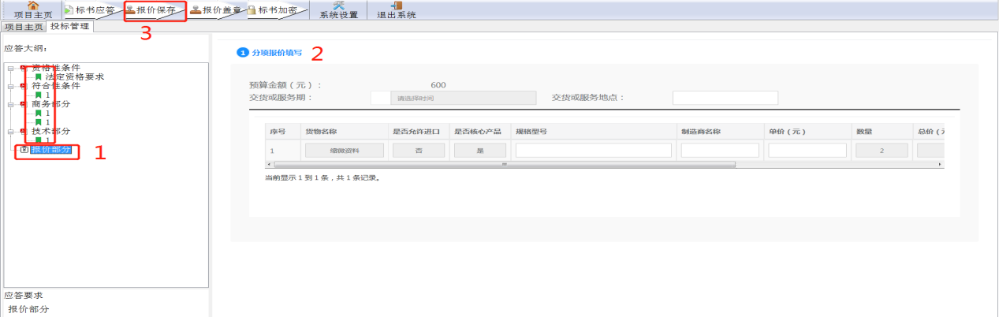 项目主页 标书应答 报价保存 报价盖章 标书加密 系统设置 退出系统
3
项目主页 投标管理
应答大纲：
资格性条件
法定资格要求
符合性条件
1
商务部分
1
1
技术部分
1
报价部分
1
应答要求
报价部分
1 分项报价填写 2
预算金额（元）： 600
交货或服务期： 请选择时间 交货或服务地点：
序号 货物名称 是否允许进口 是否核心产品 规格型号 制造商名称 单价（元） 数量 总价（
1 缩微资料 否 是 2
当前显示 1 到 1 条，共 1 条记录。